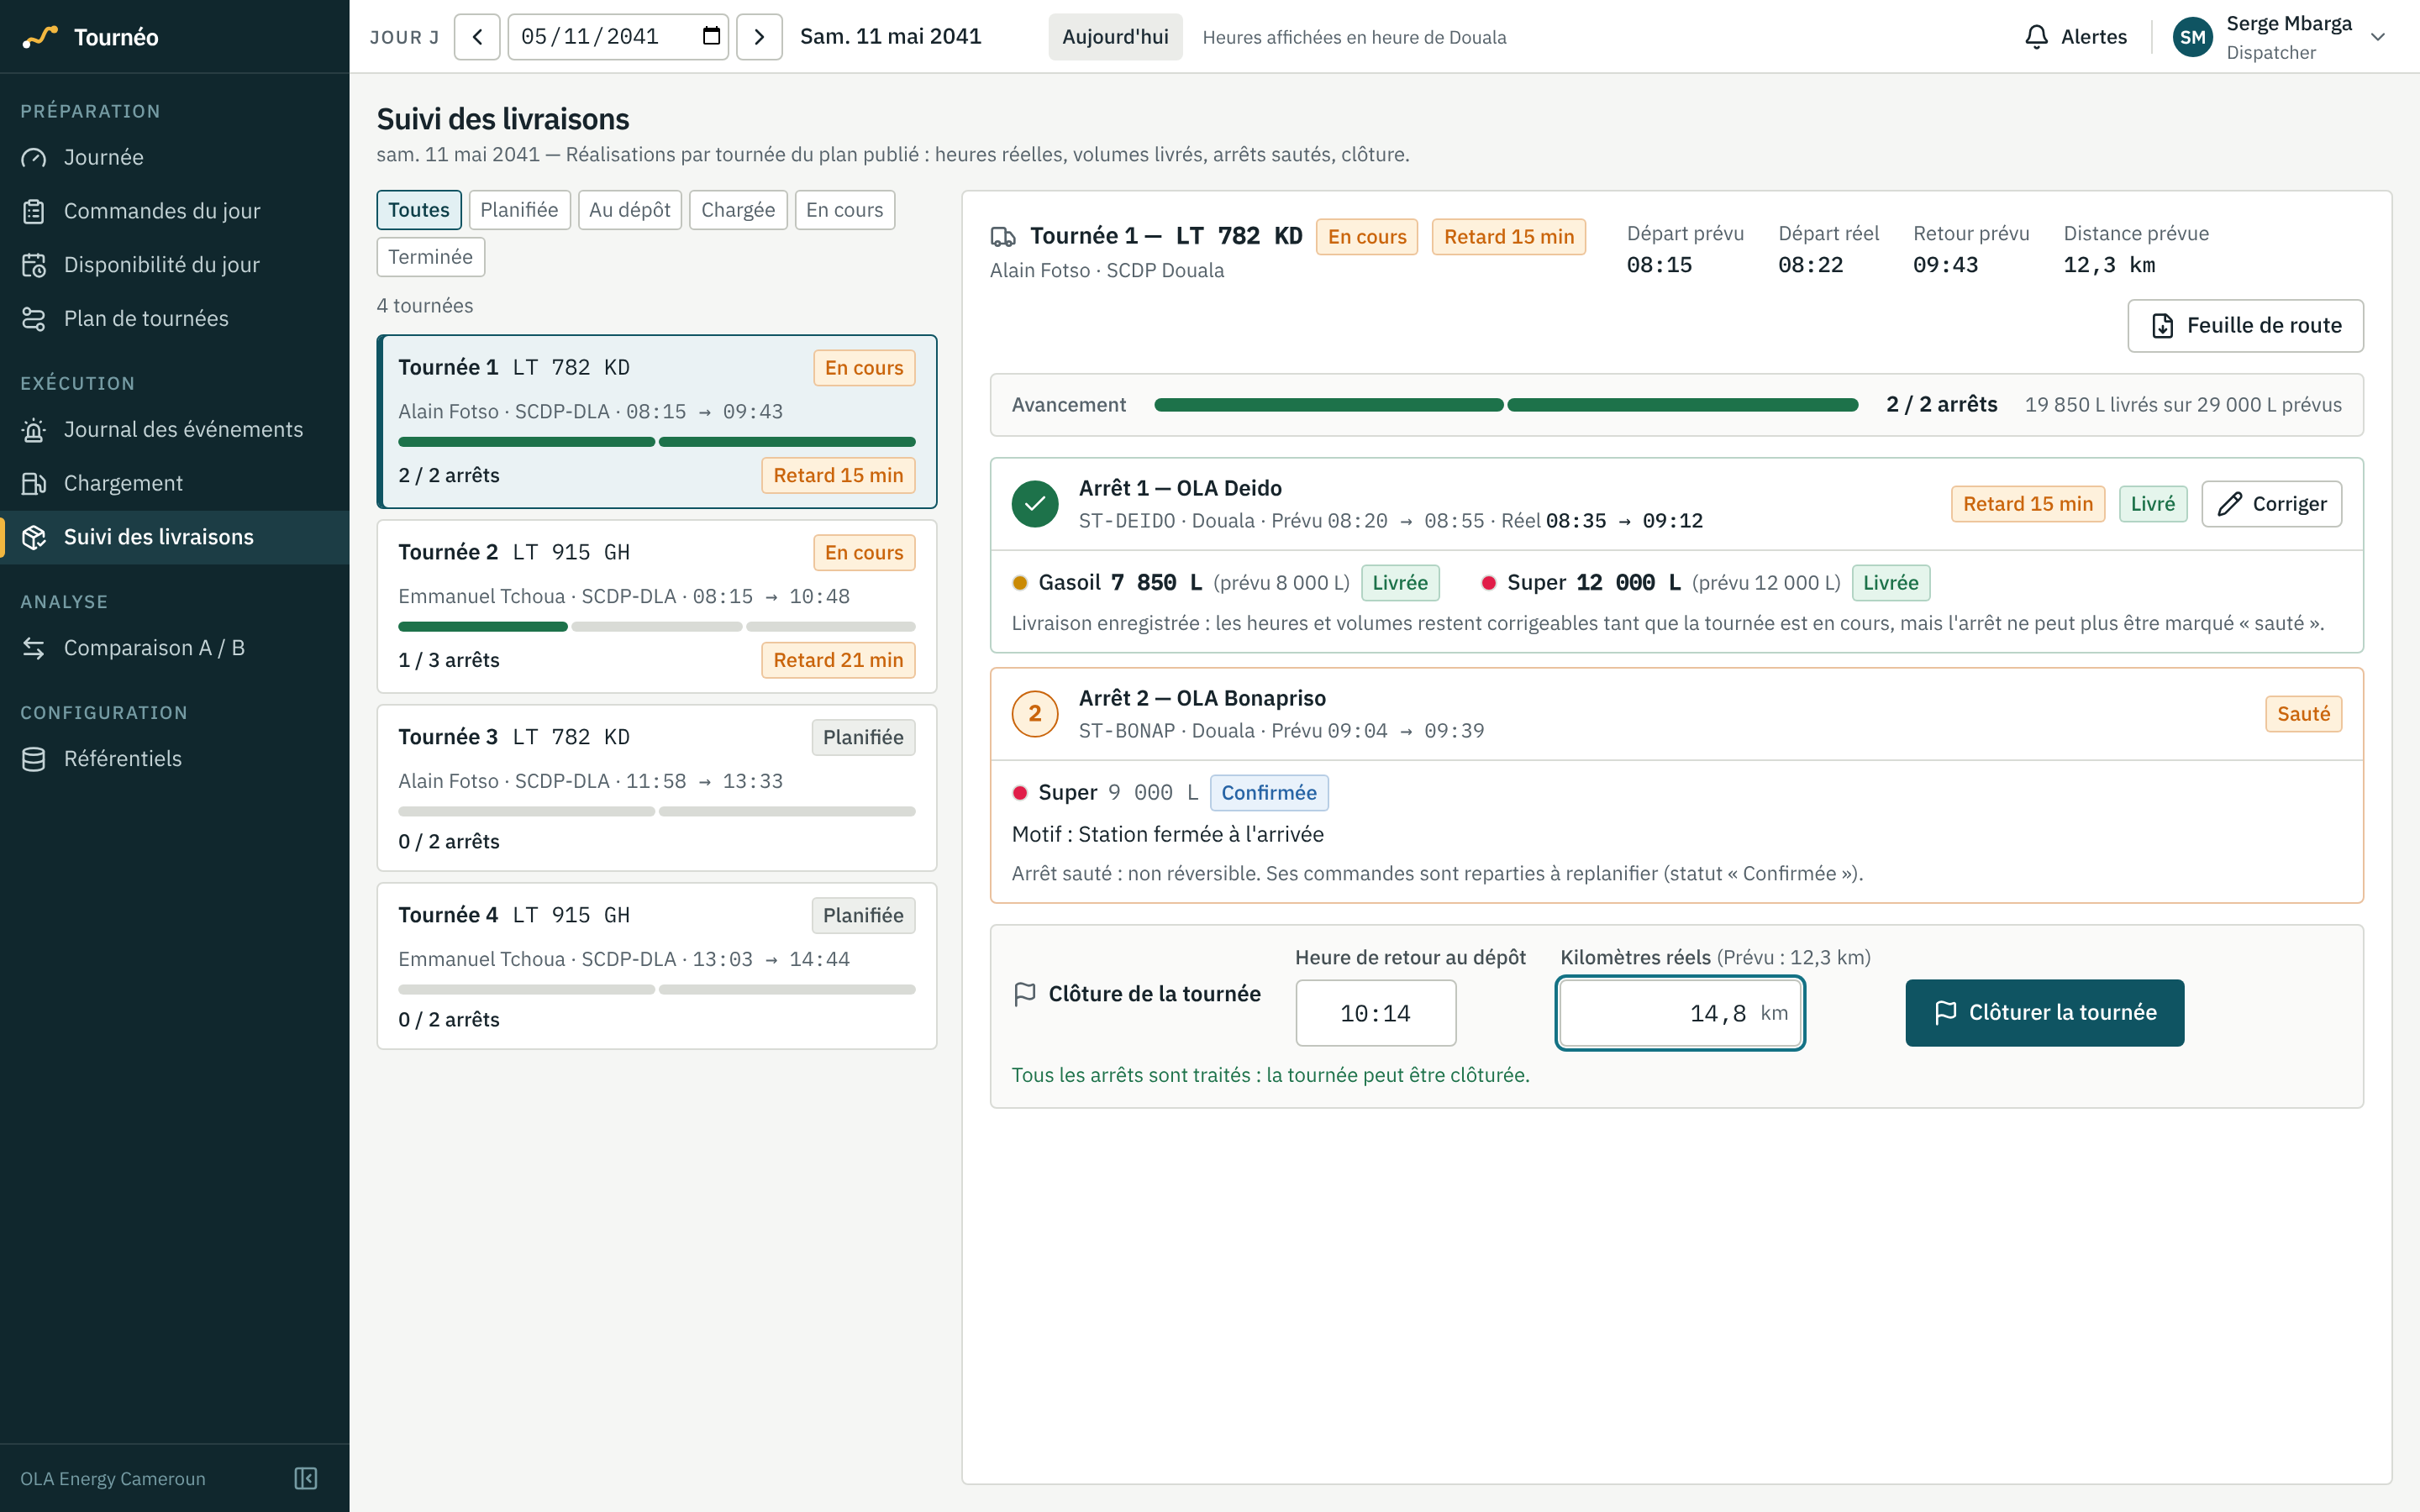 Tournéo
JOUR J
05/11/2041
Sam. 11 mai 2041
Aujourd'hui
Heures affichées en heure de Douala
Alertes
SM
Serge Mbarga
Dispatcher
PRÉPARATION
Journée
Commandes du jour
Disponibilité du jour
Plan de tournées
EXÉCUTION
Journal des événements
Chargement
Suivi des livraisons
ANALYSE
Comparaison A / B
CONFIGURATION
Référentiels
OLA Energy Cameroun
Suivi des livraisons
sam. 11 mai 2041 — Réalisations par tournée du plan publié : heures réelles, volumes livrés, arrêts sautés, clôture.
Toutes
Planifiée
Au dépôt
Chargée
En cours
Terminée
4 tournées
Tournée 1 LT 782 KD
En cours
Alain Fotso · SCDP-DLA · 08:15 → 09:43
2 / 2 arrêts
Retard 15 min
Tournée 2 LT 915 GH
En cours
Emmanuel Tchoua · SCDP-DLA · 08:15 → 10:48
1 / 3 arrêts
Retard 21 min
Tournée 3 LT 782 KD
Planifiée
Alain Fotso · SCDP-DLA · 11:58 → 13:33
0 / 2 arrêts
Tournée 4 LT 915 GH
Planifiée
Emmanuel Tchoua · SCDP-DLA · 13:03 → 14:44
0 / 2 arrêts
Tournée 1 — LT 782 KD
En cours
Retard 15 min
Alain Fotso · SCDP Douala
Départ prévu
08:15
Départ réel
08:22
Retour prévu
09:43
Distance prévue
12,3 km
Feuille de route
Avancement
2 / 2 arrêts
19 850 L livrés sur 29 000 L prévus
Arrêt 1 — OLA Deido
ST-DEIDO · Douala · Prévu 08:20 → 08:55 · Réel 08:35 → 09:12
Retard 15 min
Livré
Corriger
Gasoil 7 850 L (prévu 8 000 L) Livrée
Super 12 000 L (prévu 12 000 L) Livrée
Livraison enregistrée : les heures et volumes restent corrigeables tant que la tournée est en cours, mais l'arrêt ne peut plus être marqué « sauté ».
2
Arrêt 2 — OLA Bonapriso
ST-BONAP · Douala · Prévu 09:04 → 09:39
Sauté
Super 9 000 L Confirmée
Motif : Station fermée à l'arrivée
Arrêt sauté : non réversible. Ses commandes sont reparties à replanifier (statut « Confirmée »).
Clôture de la tournée
Heure de retour au dépôt
10:14
Kilomètres réels (Prévu : 12,3 km)
14,8 km
Clôturer la tournée
Tous les arrêts sont traités : la tournée peut être clôturée.